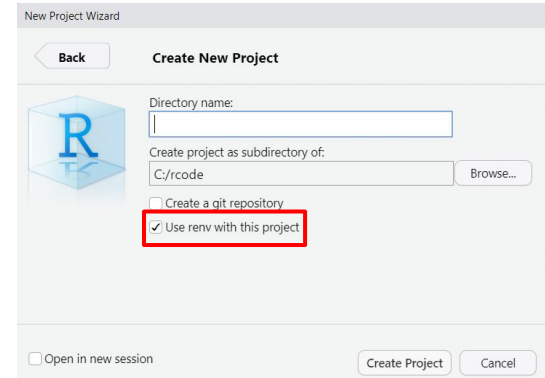 New Project Wizard
Back
Create New Project
R
Directory name:
Create project as subdirectory of:
C:/rcode
Browse...
Create a git repository
Use renv with this project
Open in new session
Create Project
Cancel